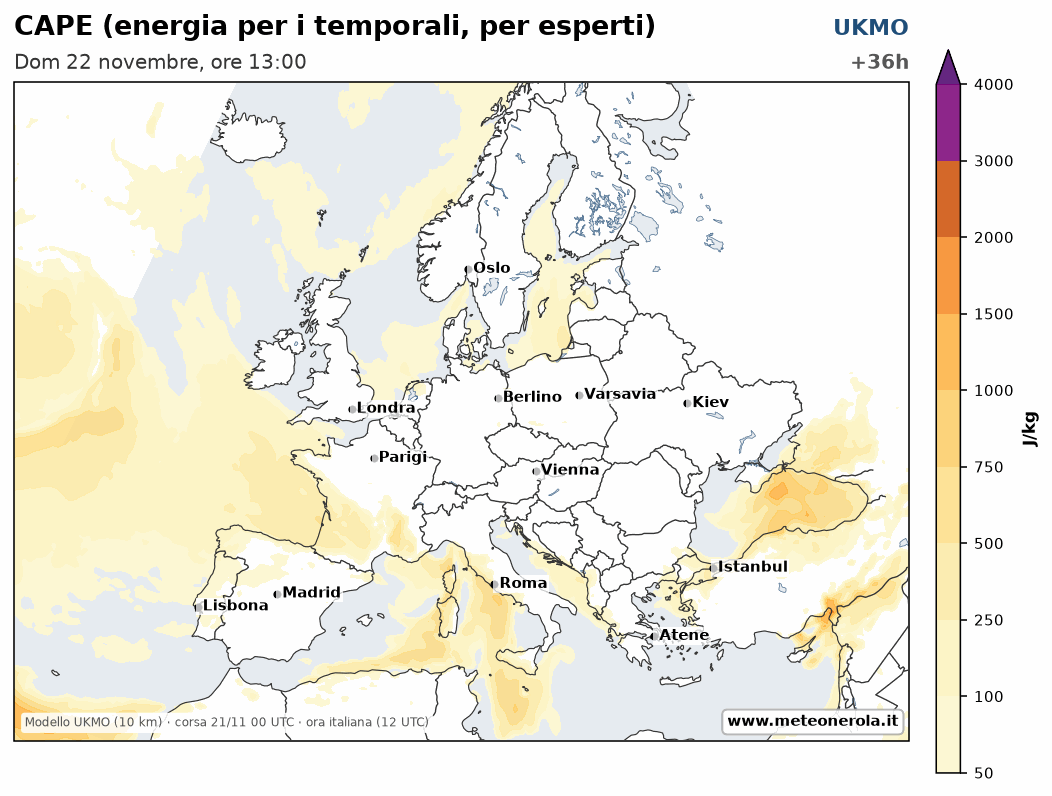 CAPE (energia per i temporali, per esperti)
UKMO
Dom 22 novembre, ore 13:00
+36h
4000
3000
2000
1500
1000
750
500
250
100
50
J/kg
Oslo
Londra
Berlino
Varsavia
Kiev
Parigi
Vienna
Istanbul
Roma
Madrid
Lisbona
Atene
Modello UKMO (10 km) · corsa 21/11 00 UTC · ora italiana (12 UTC)
www.meteonerola.it